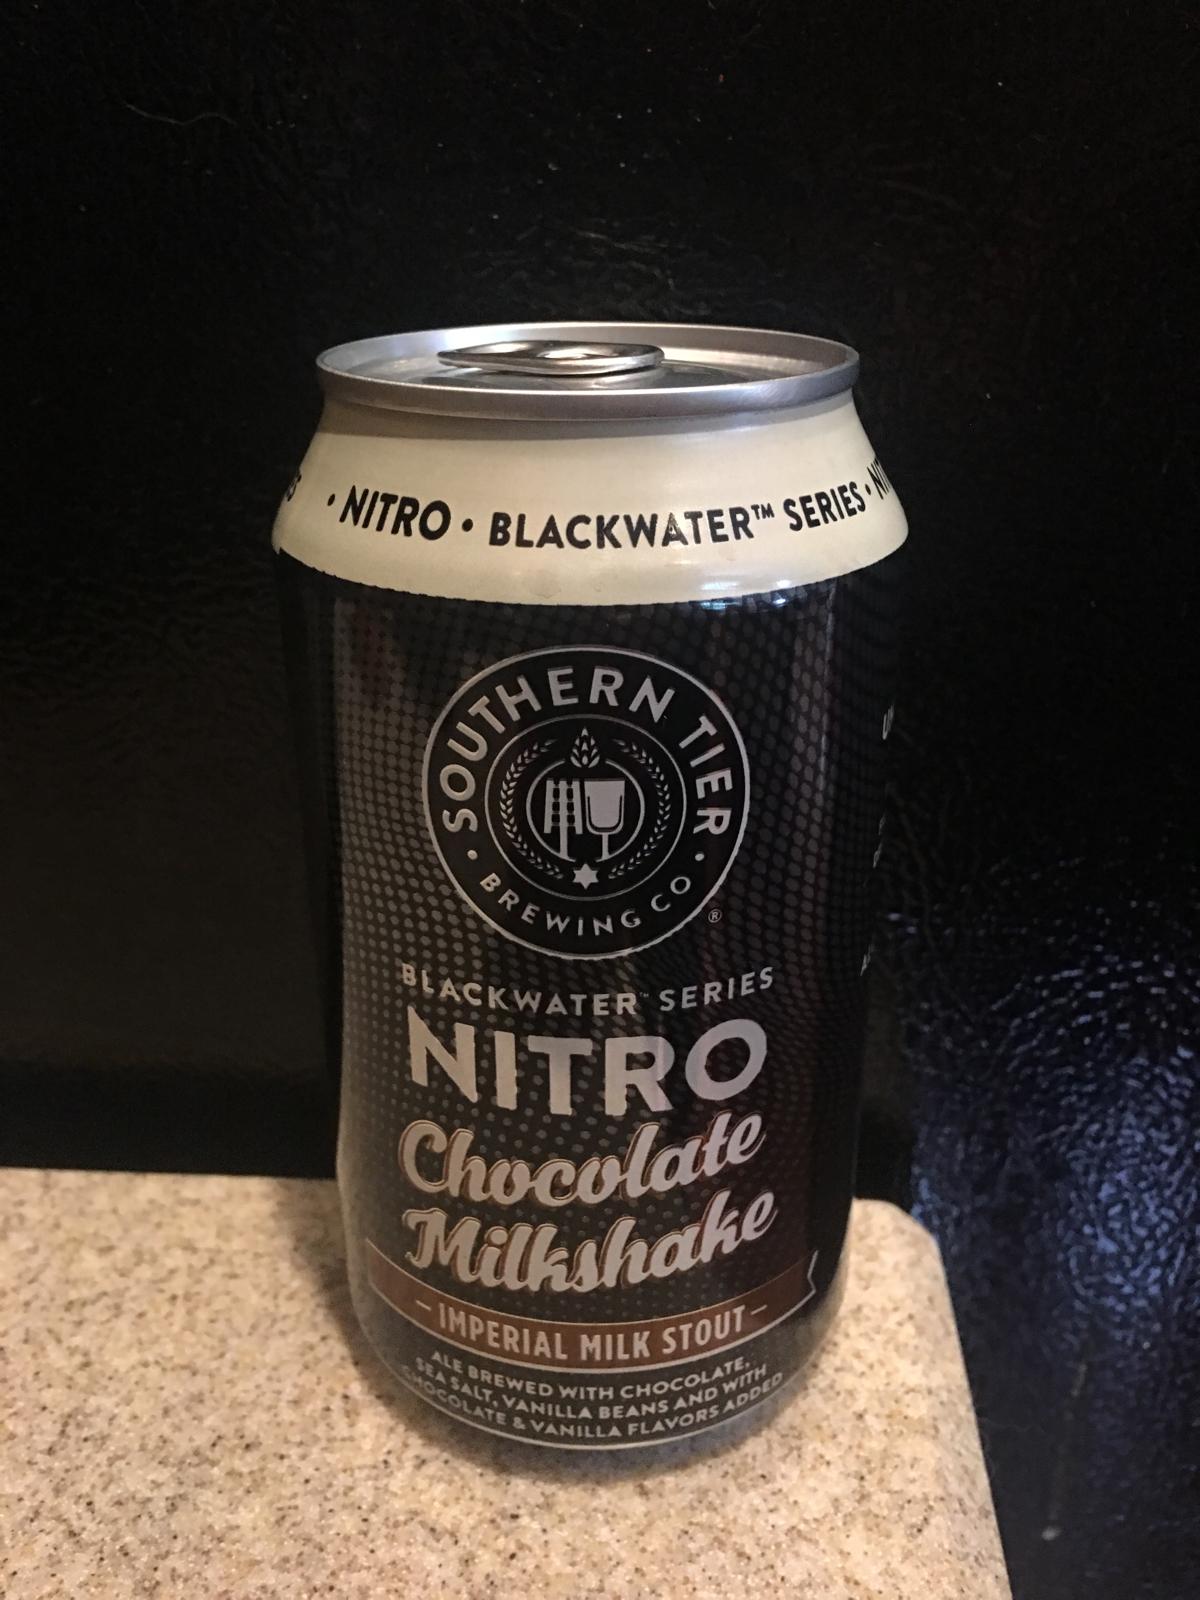 • NITRO • BLACKWATER™ SERIES •
SOUTHERN TIER
• BREWING CO •
®
BLACKWATER™ SERIES
NITRO
Chocolate
Milkshake
– IMPERIAL MILK STOUT –
ALE BREWED WITH CHOCOLATE,
SEA SALT, VANILLA BEANS AND WITH
CHOCOLATE & VANILLA FLAVORS ADDED